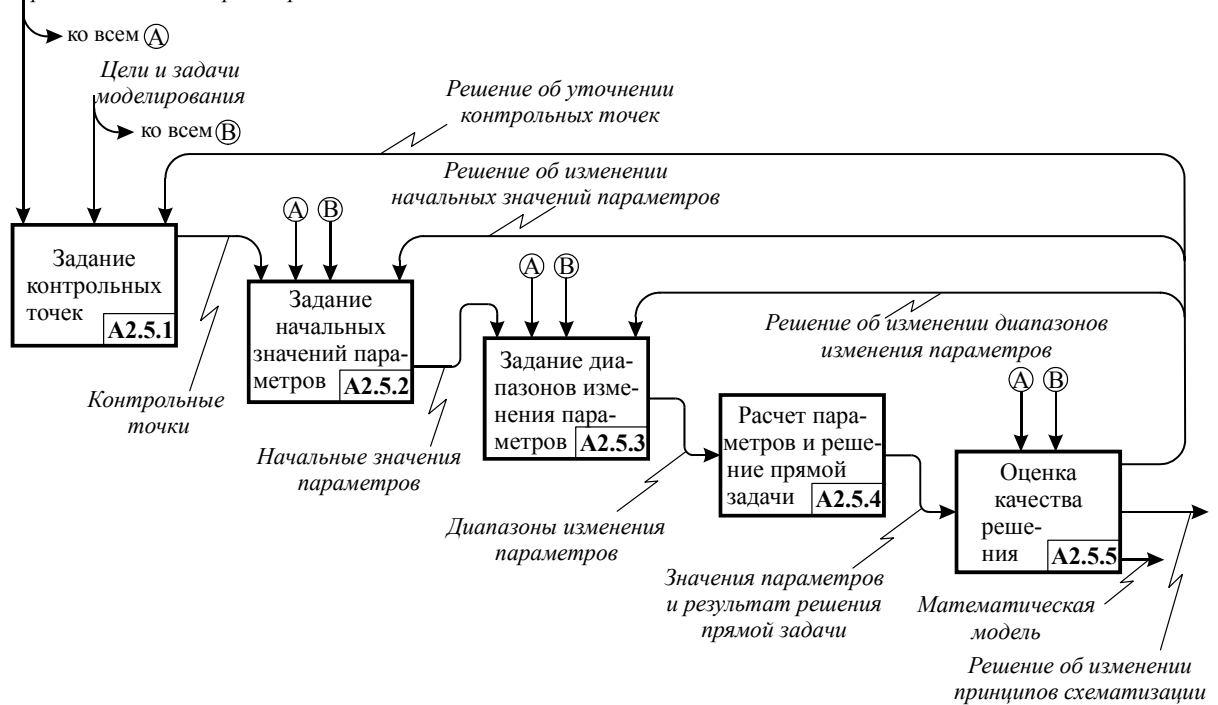 ко всем A
Цели и задачи
моделирования
ко всем B
Решение об уточнении
контрольных точек
Решение об изменении
начальных значений параметров
A B
Задание
контрольных
точек
A2.5.1
A B
Задание
начальных
значений пара-
метров A2.5.2
Решение об изменении диапазонов
изменения параметров
Задание диа-
пазонов изме-
нения пара-
метров A2.5.3
A B
Контрольные
точки
Расчет пара-
метров и реше-
ние прямой
задачи A2.5.4
Начальные значения
параметров
Оценка
качества
реше-
ния A2.5.5
Диапазоны изменения
параметров
Значения параметров
и результат решения
прямой задачи
Математическая
модель
Решение об изменении
принципов схематизации